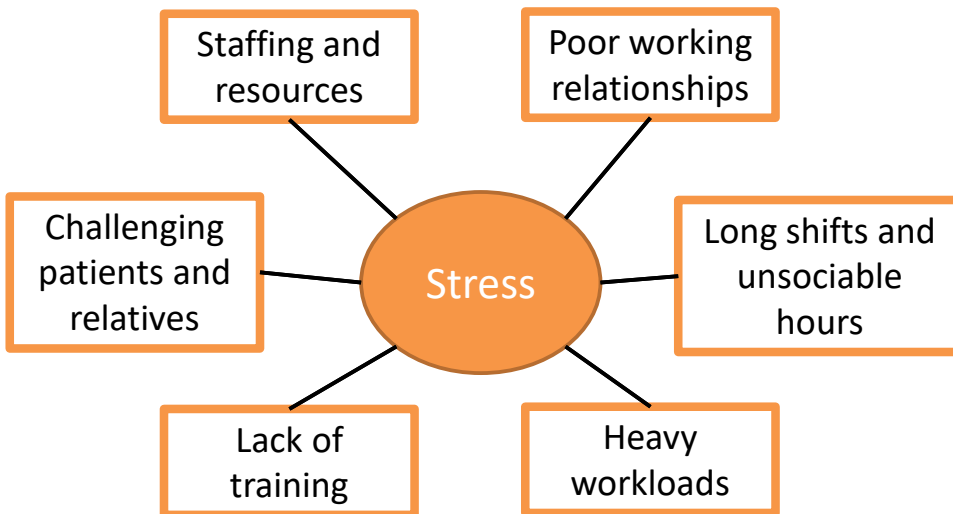 Staffing and
resources
Poor working
relationships
Challenging
patients and
relatives
Stress
Long shifts and
unsociable
hours
Lack of
training
Heavy
workloads